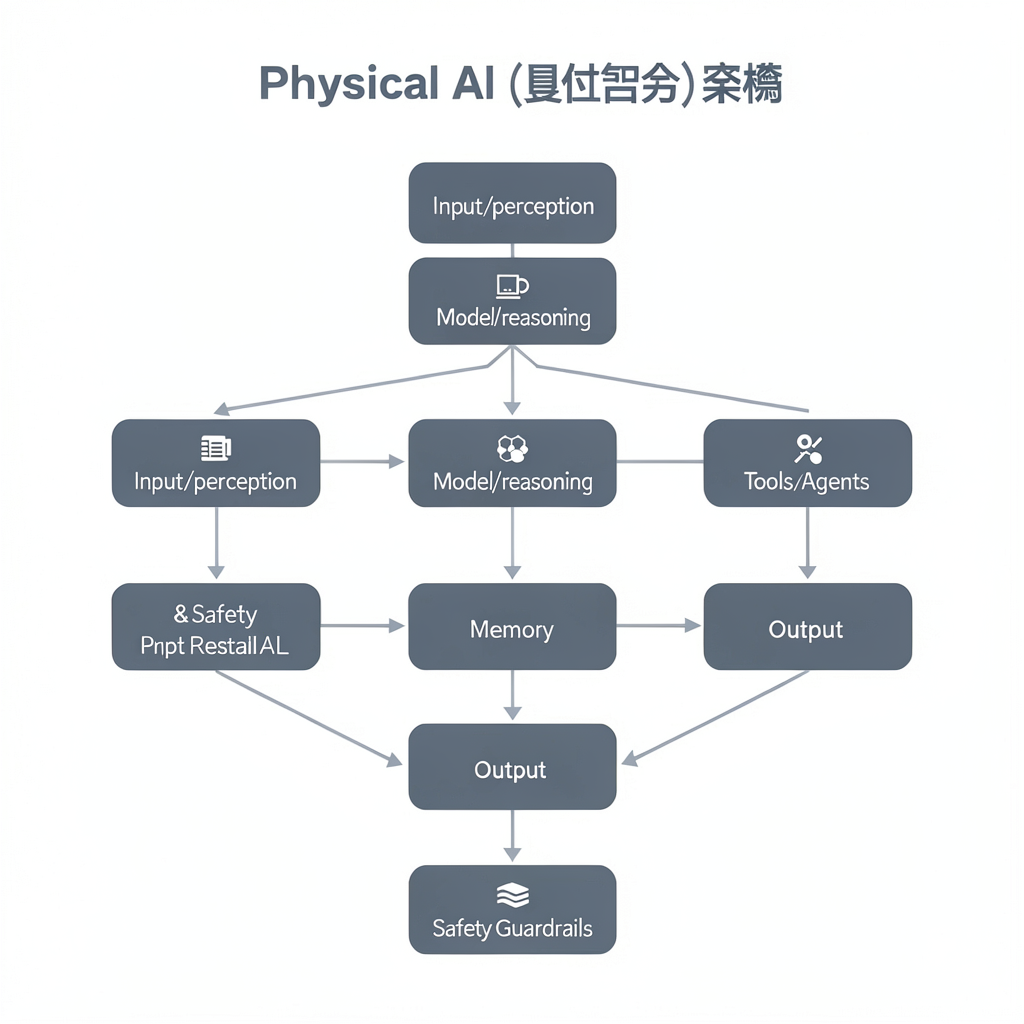 Physical AI
Input/perception
Model/reasoning
Input/perception
Model/reasoning
Tools/Agents
& Safety
Pnpt Restall AL
Memory
Output
Output
Safety Guardrails